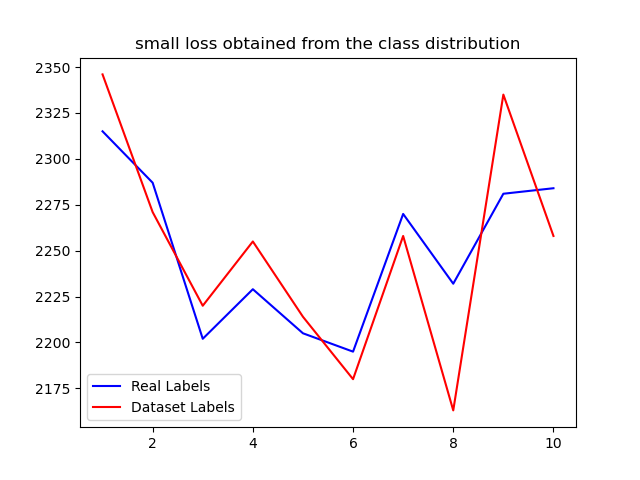 small loss obtained from the class distribution
2350
2325
2300
2275
2250
2225
2200
2175
Real Labels
Dataset Labels
2 4 6 8 10